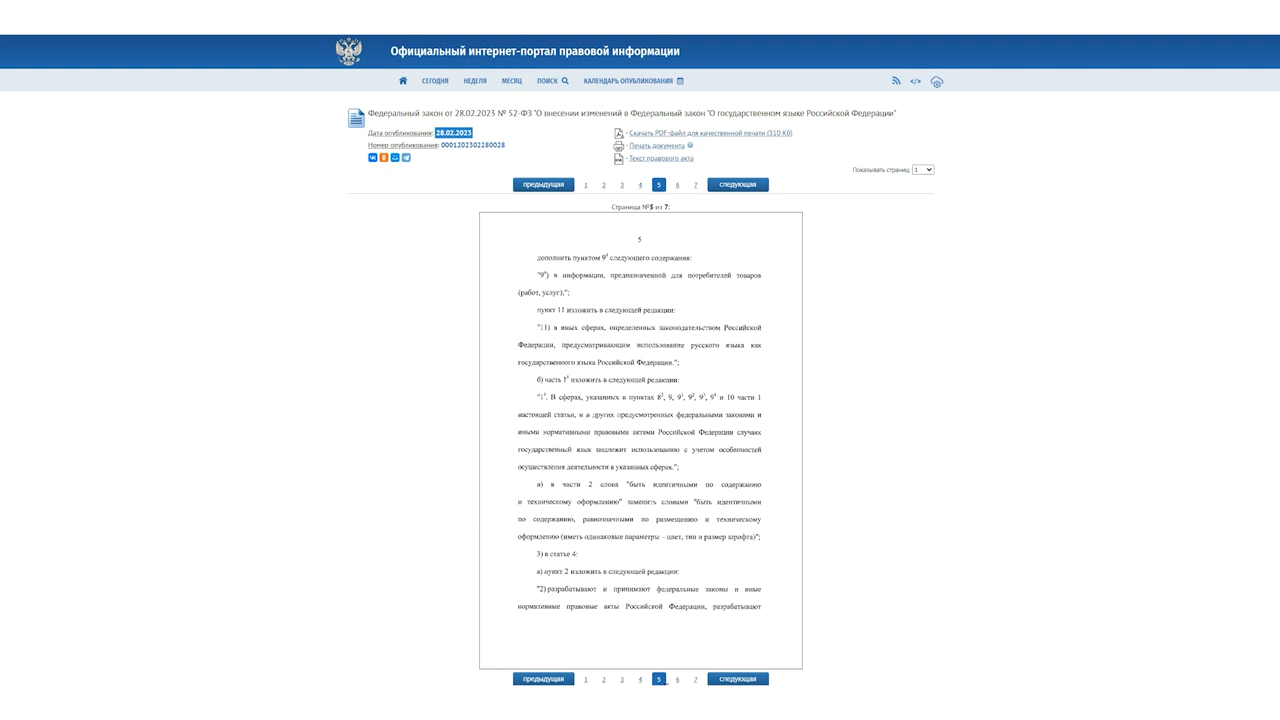 Официальный интернет-портал правовой информации
СЕГОДНЯ НЕДЕЛЯ МЕСЯЦ ПОИСК КАЛЕНДАРЬ ОПУБЛИКОВАНИЯ
Федеральный закон от 28.02.2023 № 52-ФЗ "О внесении изменений в Федеральный закон "О государственном языке Российской Федерации"
Дата опубликования: 28.02.2023
Номер опубликования: 0001202302280028
- Скачать PDF-файл для качественной печати (310 Кб)
- Печать документа
- Текст правового акта
Показывать страниц: 1
предыдущая 1 2 3 4 5 6 7 следующая
Страница №5 из 7:
5
дополнить пунктом 9⁴ следующего содержания:
"9⁴) в информации, предназначенной для потребителей товаров
(работ, услуг);";
пункт 11 изложить в следующей редакции:
"11) в иных сферах, определенных законодательством Российской
Федерации, предусматривающим использование русского языка как
государственного языка Российской Федерации.";
б) часть 1¹ изложить в следующей редакции:
"1¹. В сферах, указанных в пунктах 8², 9, 9¹, 9², 9³, 9⁴ и 10 части 1
настоящей статьи, и в других предусмотренных федеральными законами и
иными нормативными правовыми актами Российской Федерации случаях
государственный язык подлежит использованию с учетом особенностей
осуществления деятельности в указанных сферах.";
в) в части 2 слова "быть идентичными по содержанию
и техническому оформлению" заменить словами "быть идентичными
по содержанию, равнозначными по размещению и техническому
оформлению (иметь одинаковые параметры – цвет, тип и размер шрифта)";
3) в статье 4:
а) пункт 2 изложить в следующей редакции:
"2) разрабатывают и принимают федеральные законы и иные
нормативные правовые акты Российской Федерации, разрабатывают
предыдущая 1 2 3 4 5 6 7 следующая